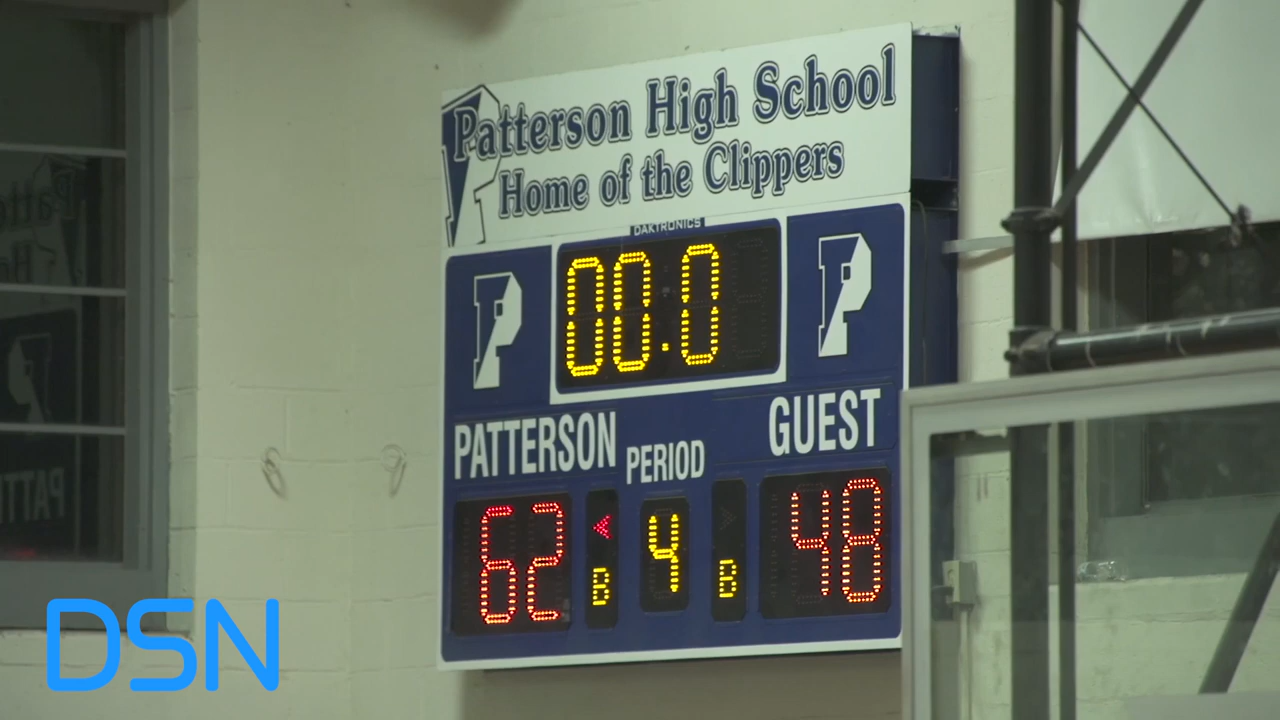 Patterson High School
Home of the Clippers
DAKTRONICS
P
00.0
P
PATTERSON
PERIOD
GUEST
62
B
4
B
48
DSN